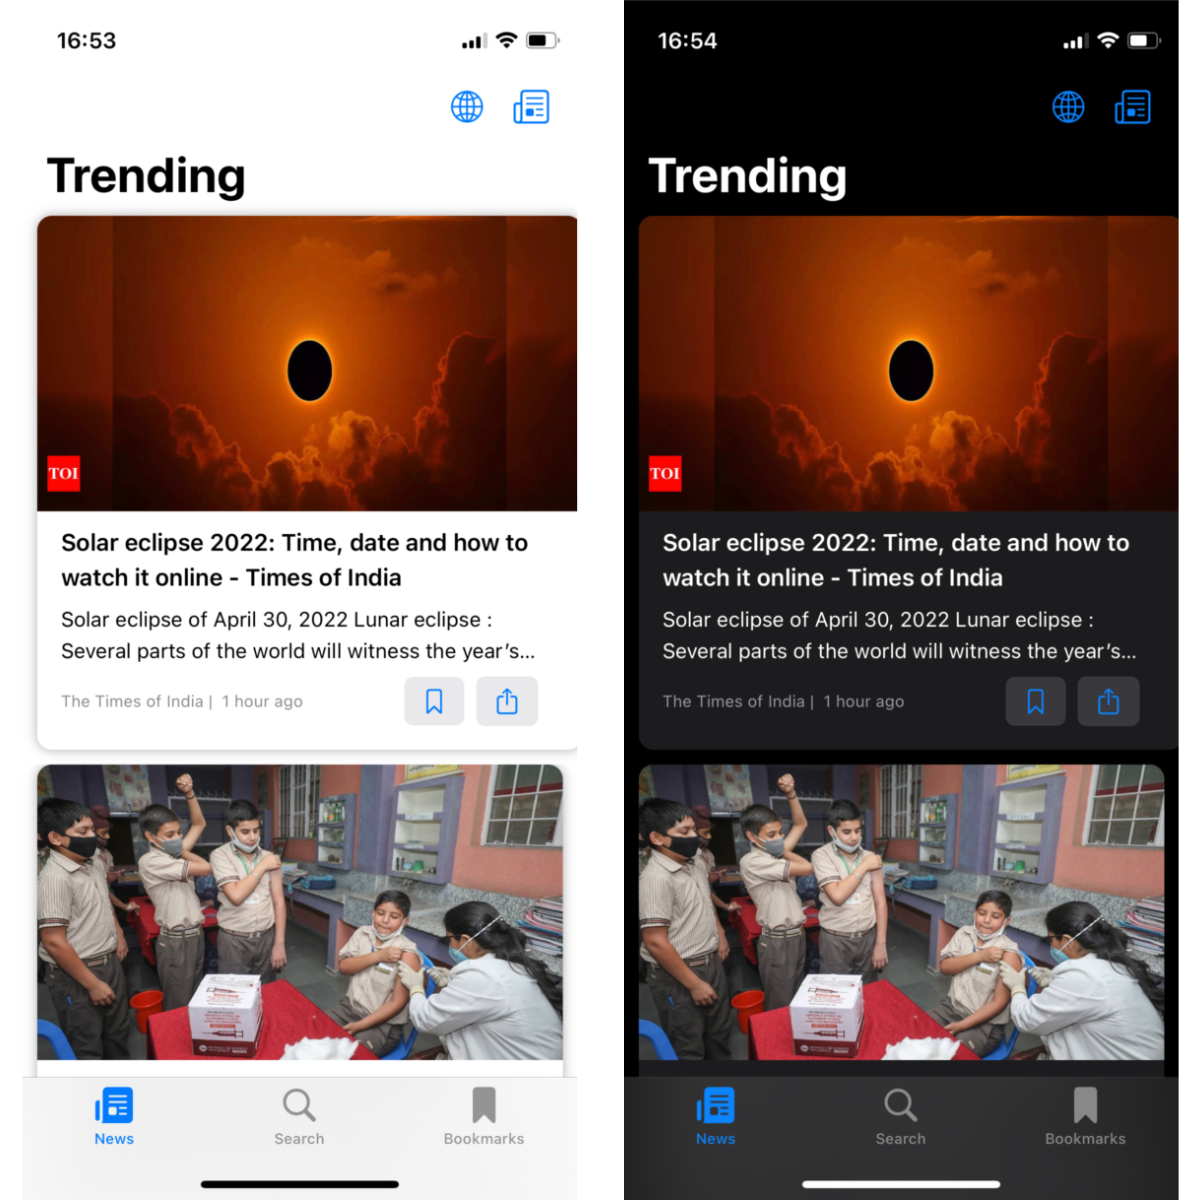 16:53
Trending
TOI
Solar eclipse 2022: Time, date and how to
watch it online - Times of India
Solar eclipse of April 30, 2022 Lunar eclipse :
Several parts of the world will witness the year’s...
The Times of India | 1 hour ago
News
Search
Bookmarks
16:54
Trending
TOI
Solar eclipse 2022: Time, date and how to
watch it online - Times of India
Solar eclipse of April 30, 2022 Lunar eclipse :
Several parts of the world will witness the year’s...
The Times of India | 1 hour ago
News
Search
Bookmarks